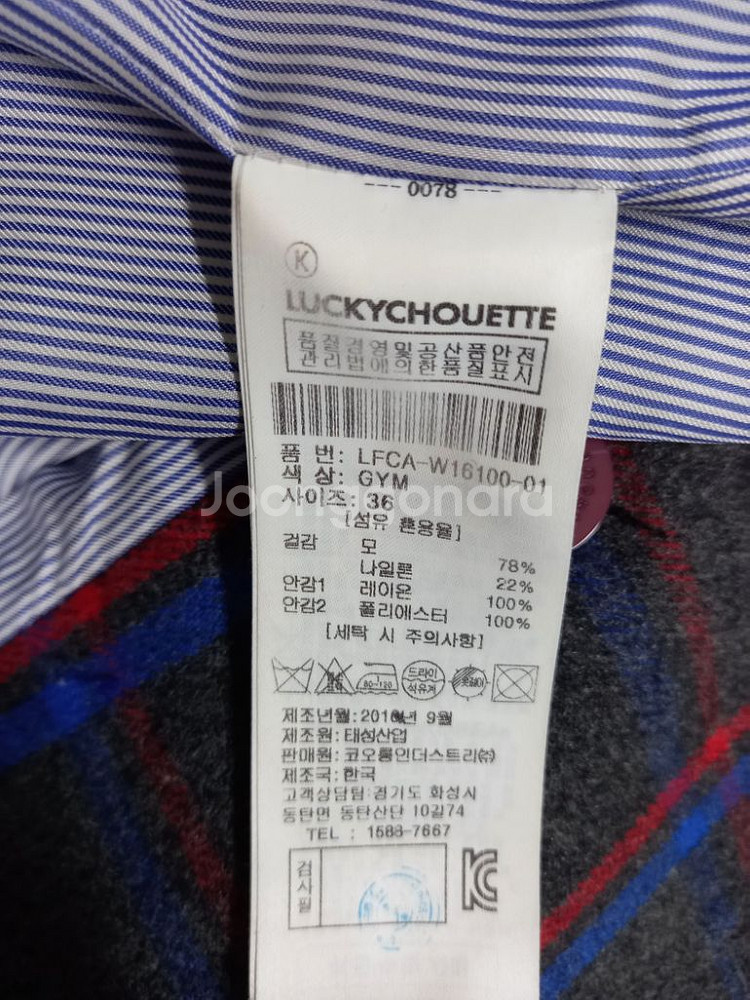 --- 0078 ---
K
LUCKYCHOUETTE
품질경영및공산품안전
관리법에의한품질표시
품 번: LFCA-W16100-01
색 상: GYM
사이즈: 36
Joonggonara
[섬유 혼용율]
겉감 모 78%
나일론 22%
안감1 레이온 100%
안감2 폴리에스터 100%
[세탁 시 주의사항]
80~120 드라이 석유계
제조년월: 2016년 9월
제조원: 태성산업
판매원: 코오롱인더스트리㈜
제조국: 한국
고객상담팀: 경기도 화성시
동탄면 동탄산단 10길74
TEL : 1588-7667
검사필
KC